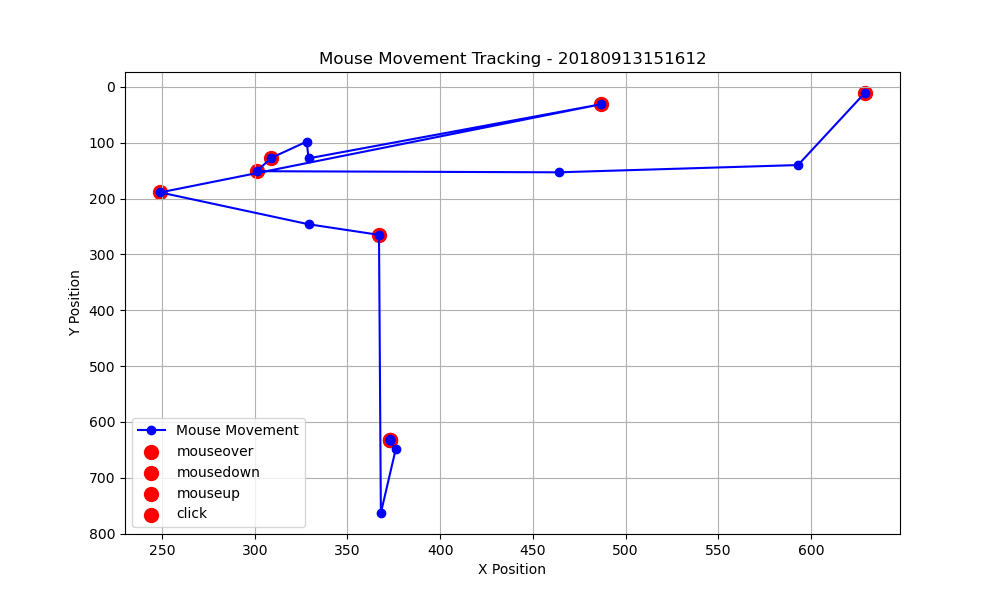 Mouse Movement Tracking - 20180913151612
0
100
200
300
400
500
600
700
800
Y Position
Mouse Movement
mouseover
mousedown
mouseup
click
250 300 350 400 450 500 550 600
X Position